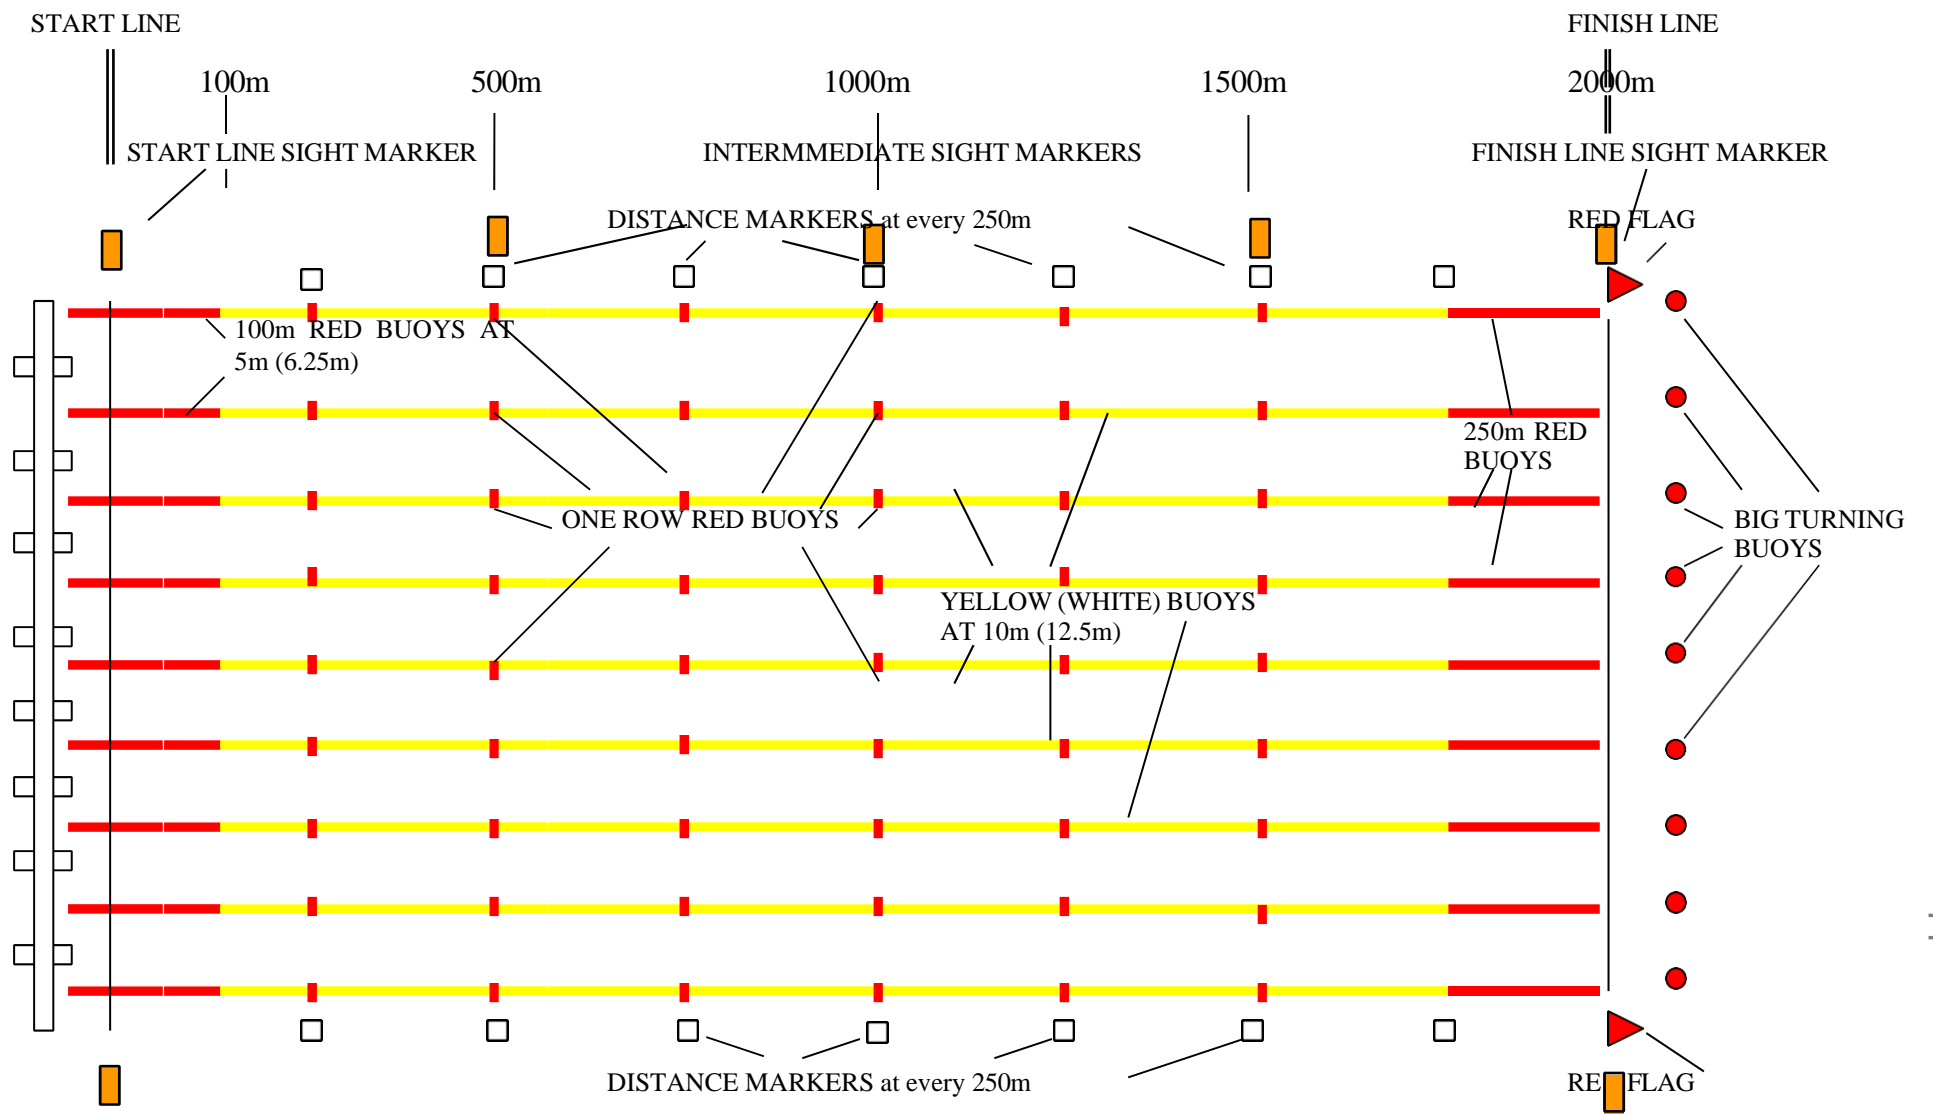 START LINE
FINISH LINE
100m
500m
1000m
1500m
2000m
START LINE SIGHT MARKER
INTERMMEDIATE SIGHT MARKERS
FINISH LINE SIGHT MARKER
DISTANCE MARKERS at every 250m
RED FLAG
100m RED BUOYS AT
5m (6.25m)
250m RED
BUOYS
ONE ROW RED BUOYS
BIG TURNING
BUOYS
YELLOW (WHITE) BUOYS
AT 10m (12.5m)
DISTANCE MARKERS at every 250m
RED FLAG